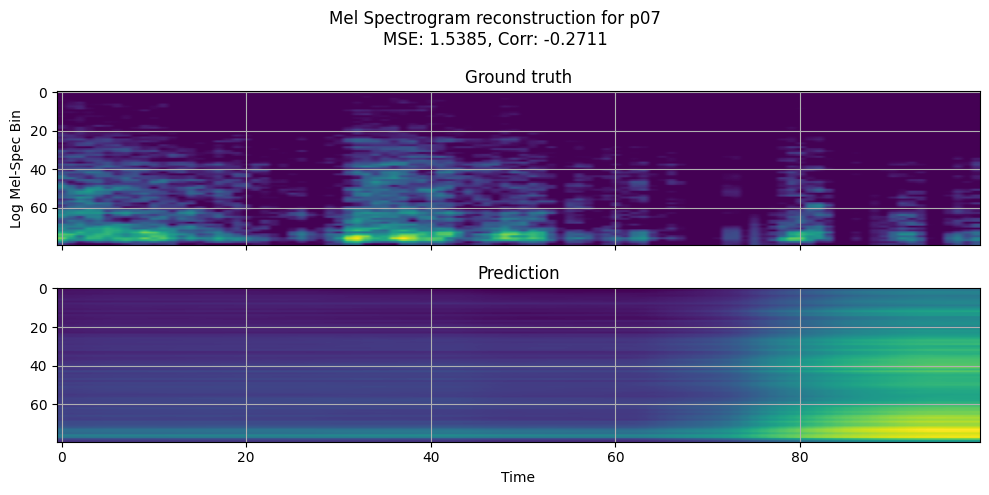 Mel Spectrogram reconstruction for p07
MSE: 1.5385, Corr: -0.2711
Ground truth
Log Mel-Spec Bin
0
20
40
60
Prediction
0
20
40
60
0 20 40 60 80
Time